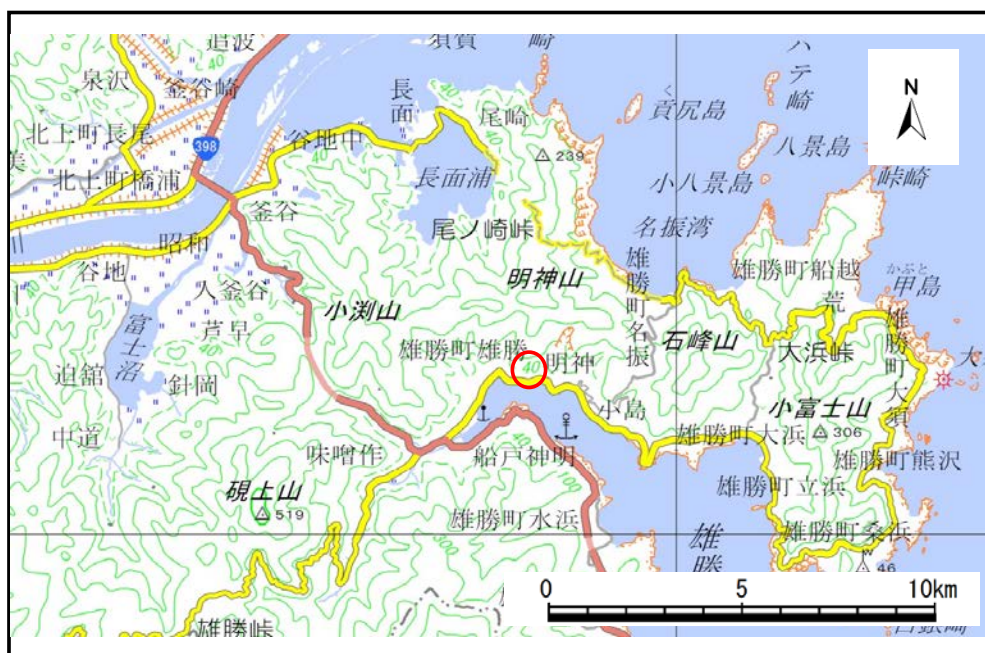 追波
須賀
崎
ハテ崎
泉沢
釜谷崎
長面
尾崎
貢尻島
N
北上町長尾
398
谷地中
239
八景島
美
北上町橋浦
長面浦
小八景島
峠崎
釜谷
昭和
尾ノ崎峠
名振湾
谷地
入釜谷
明神山
雄勝町名振
雄勝町船越
荒
かぶと
甲島
富士沼
芦早
小渕山
石峰山
大浜峠
雄勝町大須
雄勝町雄勝
40
明神
迫舘
針岡
小富士山
306
中道
小島
味噌作
船戸神明
雄勝町大浜
雄勝町熊沢
硯上山
519
雄勝町水浜
雄勝町立浜
雄勝町桑浜
46
雄勝
0 5 10km
雄勝峠